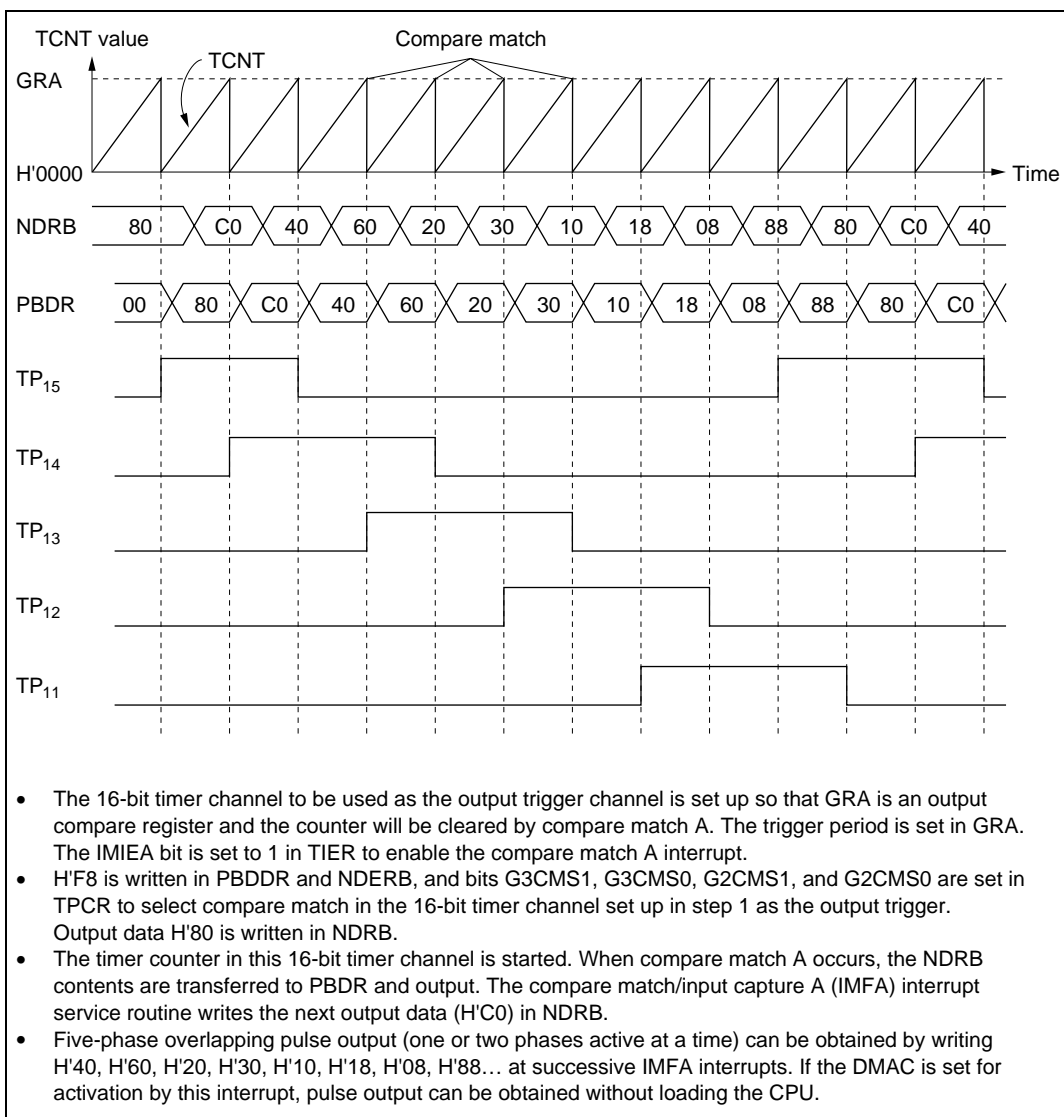 TCNT value Compare match
TCNT
GRA
H'0000 Time
NDRB 80 C0 40 60 20 30 10 18 08 88 80 C0 40
PBDR 00 80 C0 40 60 20 30 10 18 08 88 80 C0
TP15
TP14
TP13
TP12
TP11
• The 16-bit timer channel to be used as the output trigger channel is set up so that GRA is an output
compare register and the counter will be cleared by compare match A. The trigger period is set in GRA.
The IMIEA bit is set to 1 in TIER to enable the compare match A interrupt.
• H'F8 is written in PBDDR and NDERB, and bits G3CMS1, G3CMS0, G2CMS1, and G2CMS0 are set in
TPCR to select compare match in the 16-bit timer channel set up in step 1 as the output trigger.
Output data H'80 is written in NDRB.
• The timer counter in this 16-bit timer channel is started. When compare match A occurs, the NDRB
contents are transferred to PBDR and output. The compare match/input capture A (IMFA) interrupt
service routine writes the next output data (H'C0) in NDRB.
• Five-phase overlapping pulse output (one or two phases active at a time) can be obtained by writing
H'40, H'60, H'20, H'30, H'10, H'18, H'08, H'88… at successive IMFA interrupts. If the DMAC is set for
activation by this interrupt, pulse output can be obtained without loading the CPU.